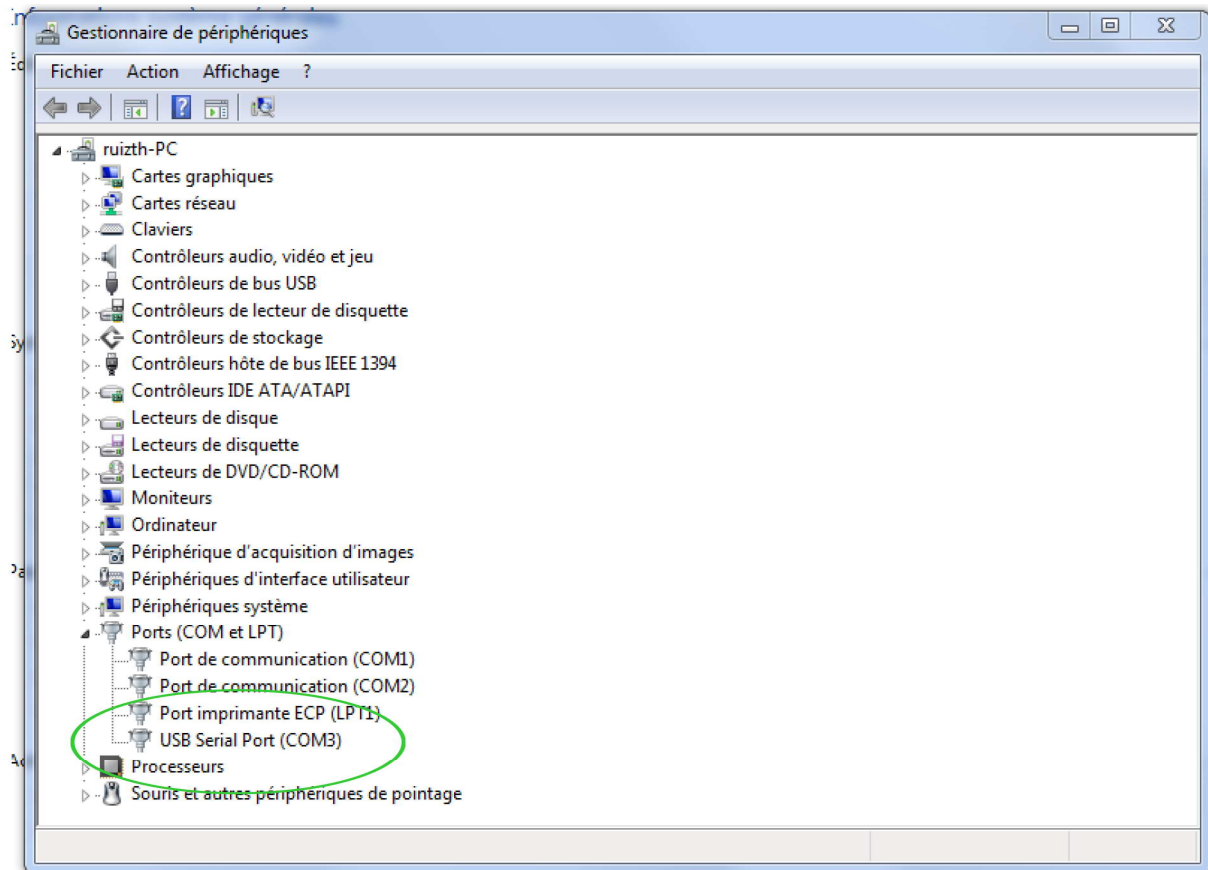 Gestionnaire de périphériques
Fichier Action Affichage ?
ruizth-PC
Cartes graphiques
Cartes réseau
Claviers
Contrôleurs audio, vidéo et jeu
Contrôleurs de bus USB
Contrôleurs de lecteur de disquette
Contrôleurs de stockage
Contrôleurs hôte de bus IEEE 1394
Contrôleurs IDE ATA/ATAPI
Lecteurs de disque
Lecteurs de disquette
Lecteurs de DVD/CD-ROM
Moniteurs
Ordinateur
Périphérique d'acquisition d'images
Périphériques d'interface utilisateur
Périphériques système
Ports (COM et LPT)
Port de communication (COM1)
Port de communication (COM2)
Port imprimante ECP (LPT1)
USB Serial Port (COM3)
Processeurs
Souris et autres périphériques de pointage